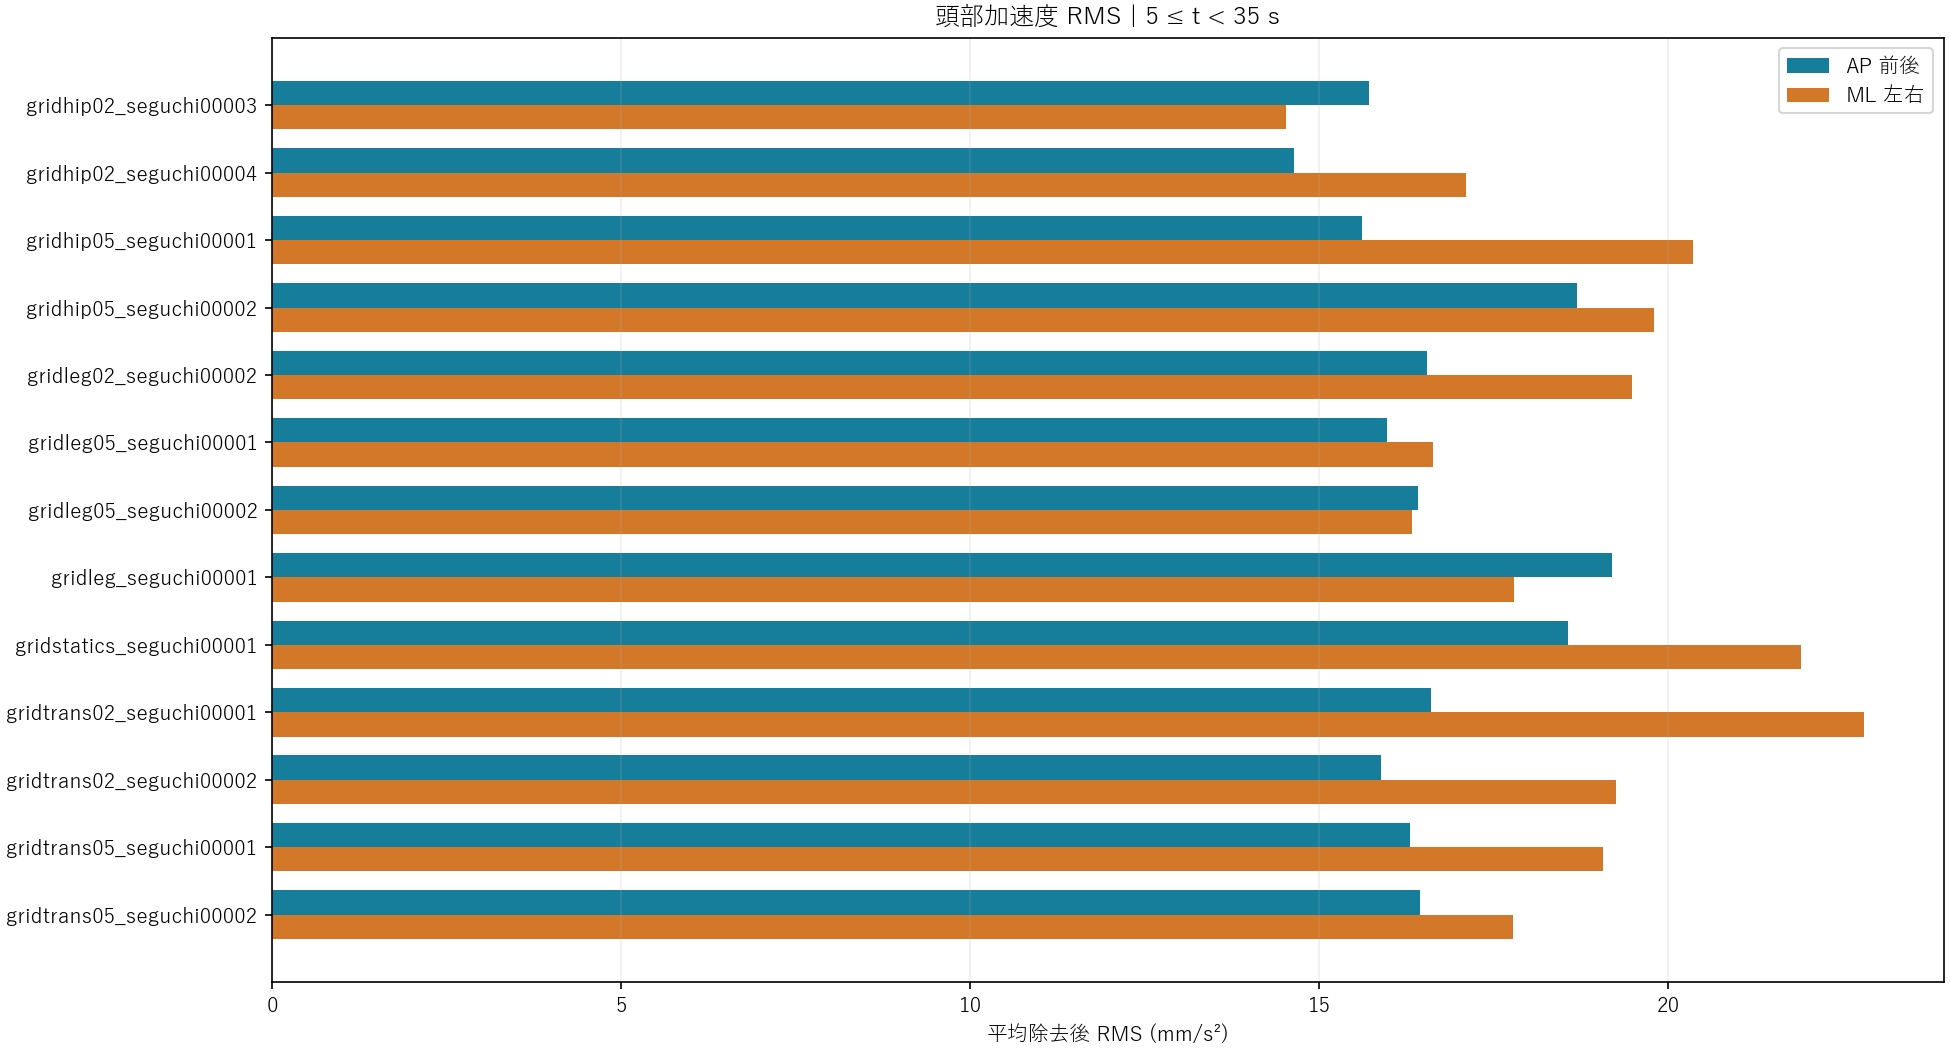 頭部加速度 RMS | 5 ≤ t < 35 s
AP 前後
ML 左右
gridhip02_seguchi00003
gridhip02_seguchi00004
gridhip05_seguchi00001
gridhip05_seguchi00002
gridleg02_seguchi00002
gridleg05_seguchi00001
gridleg05_seguchi00002
gridleg_seguchi00001
gridstatics_seguchi00001
gridtrans02_seguchi00001
gridtrans02_seguchi00002
gridtrans05_seguchi00001
gridtrans05_seguchi00002
0 5 10 15 20
平均除去後 RMS (mm/s²)